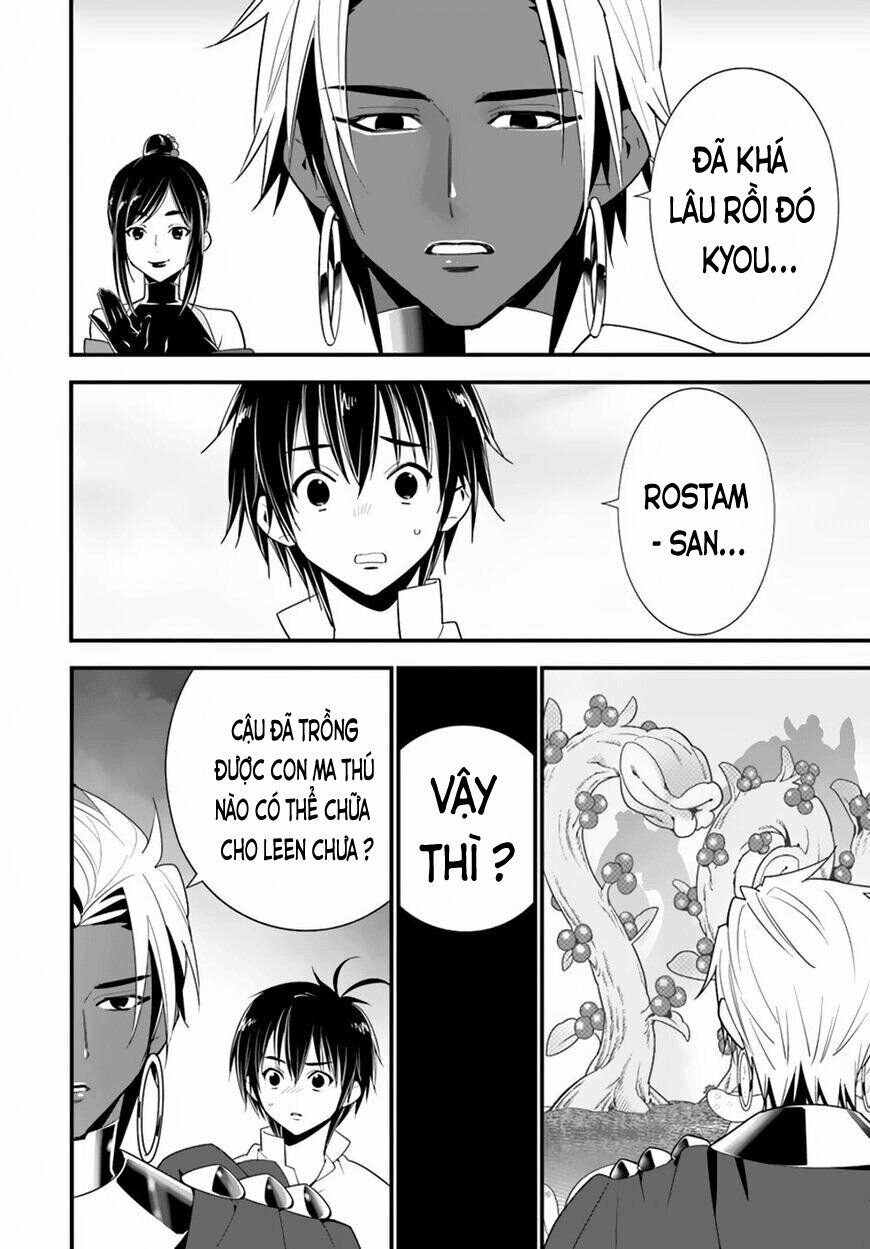 ĐÃ KHÁ
LÂU RỒI ĐÓ
KYOU...
ROSTAM
- SAN...
VẬY
THÌ ?
CẬU ĐÃ TRỒNG
ĐƯỢC CON MA THÚ
NÀO CÓ THỂ CHỮA
CHO LEEN CHƯA ?